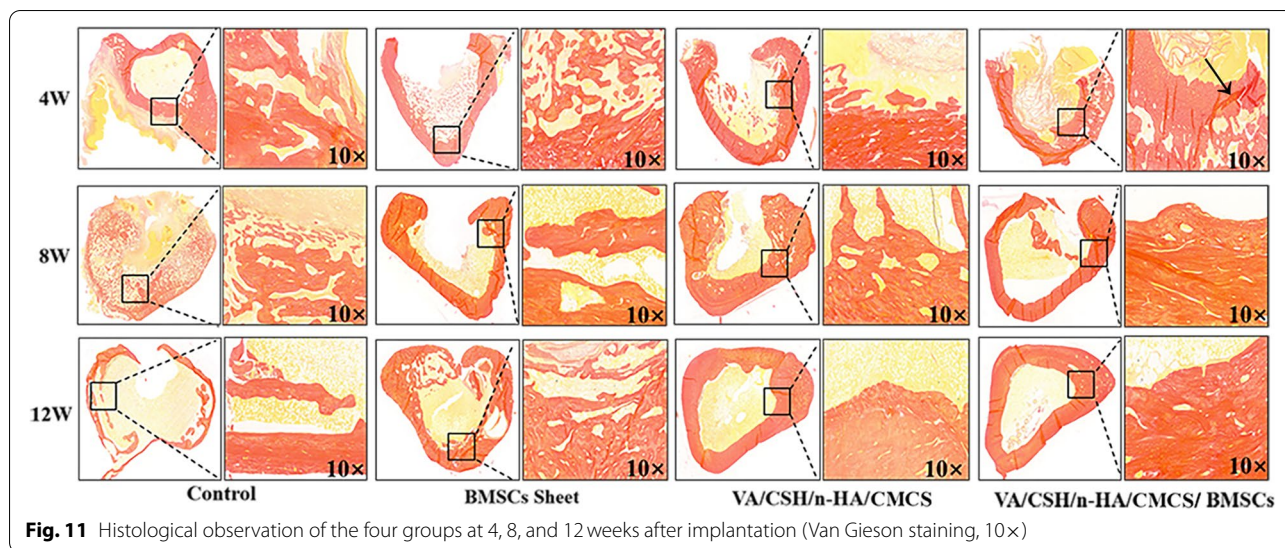 4W
10×
10×
10×
10×
8W
10×
10×
10×
10×
12W
10×
10×
10×
10×
Control
BMSCs Sheet
VA/CSH/n-HA/CMCS
VA/CSH/n-HA/CMCS/ BMSCs
Fig. 11 Histological observation of the four groups at 4, 8, and 12 weeks after implantation (Van Gieson staining, 10×)